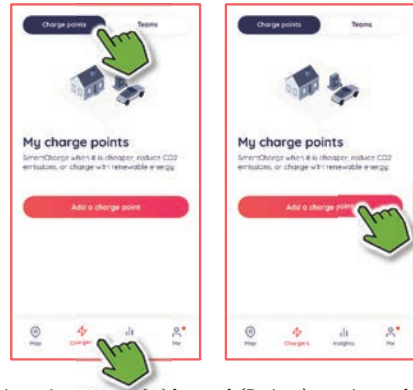 Charge points Teams
My charge points
SmartCharge when it is cheaper, reduce CO2
emissions, or charge with renewable energy.
Add a charge point
Map Chargers Me
Charge points Teams
My charge points
SmartCharge when it is cheaper, reduce CO2
emissions, or charge with renewable energy.
Add a charge point
Map Chargers Insights Me